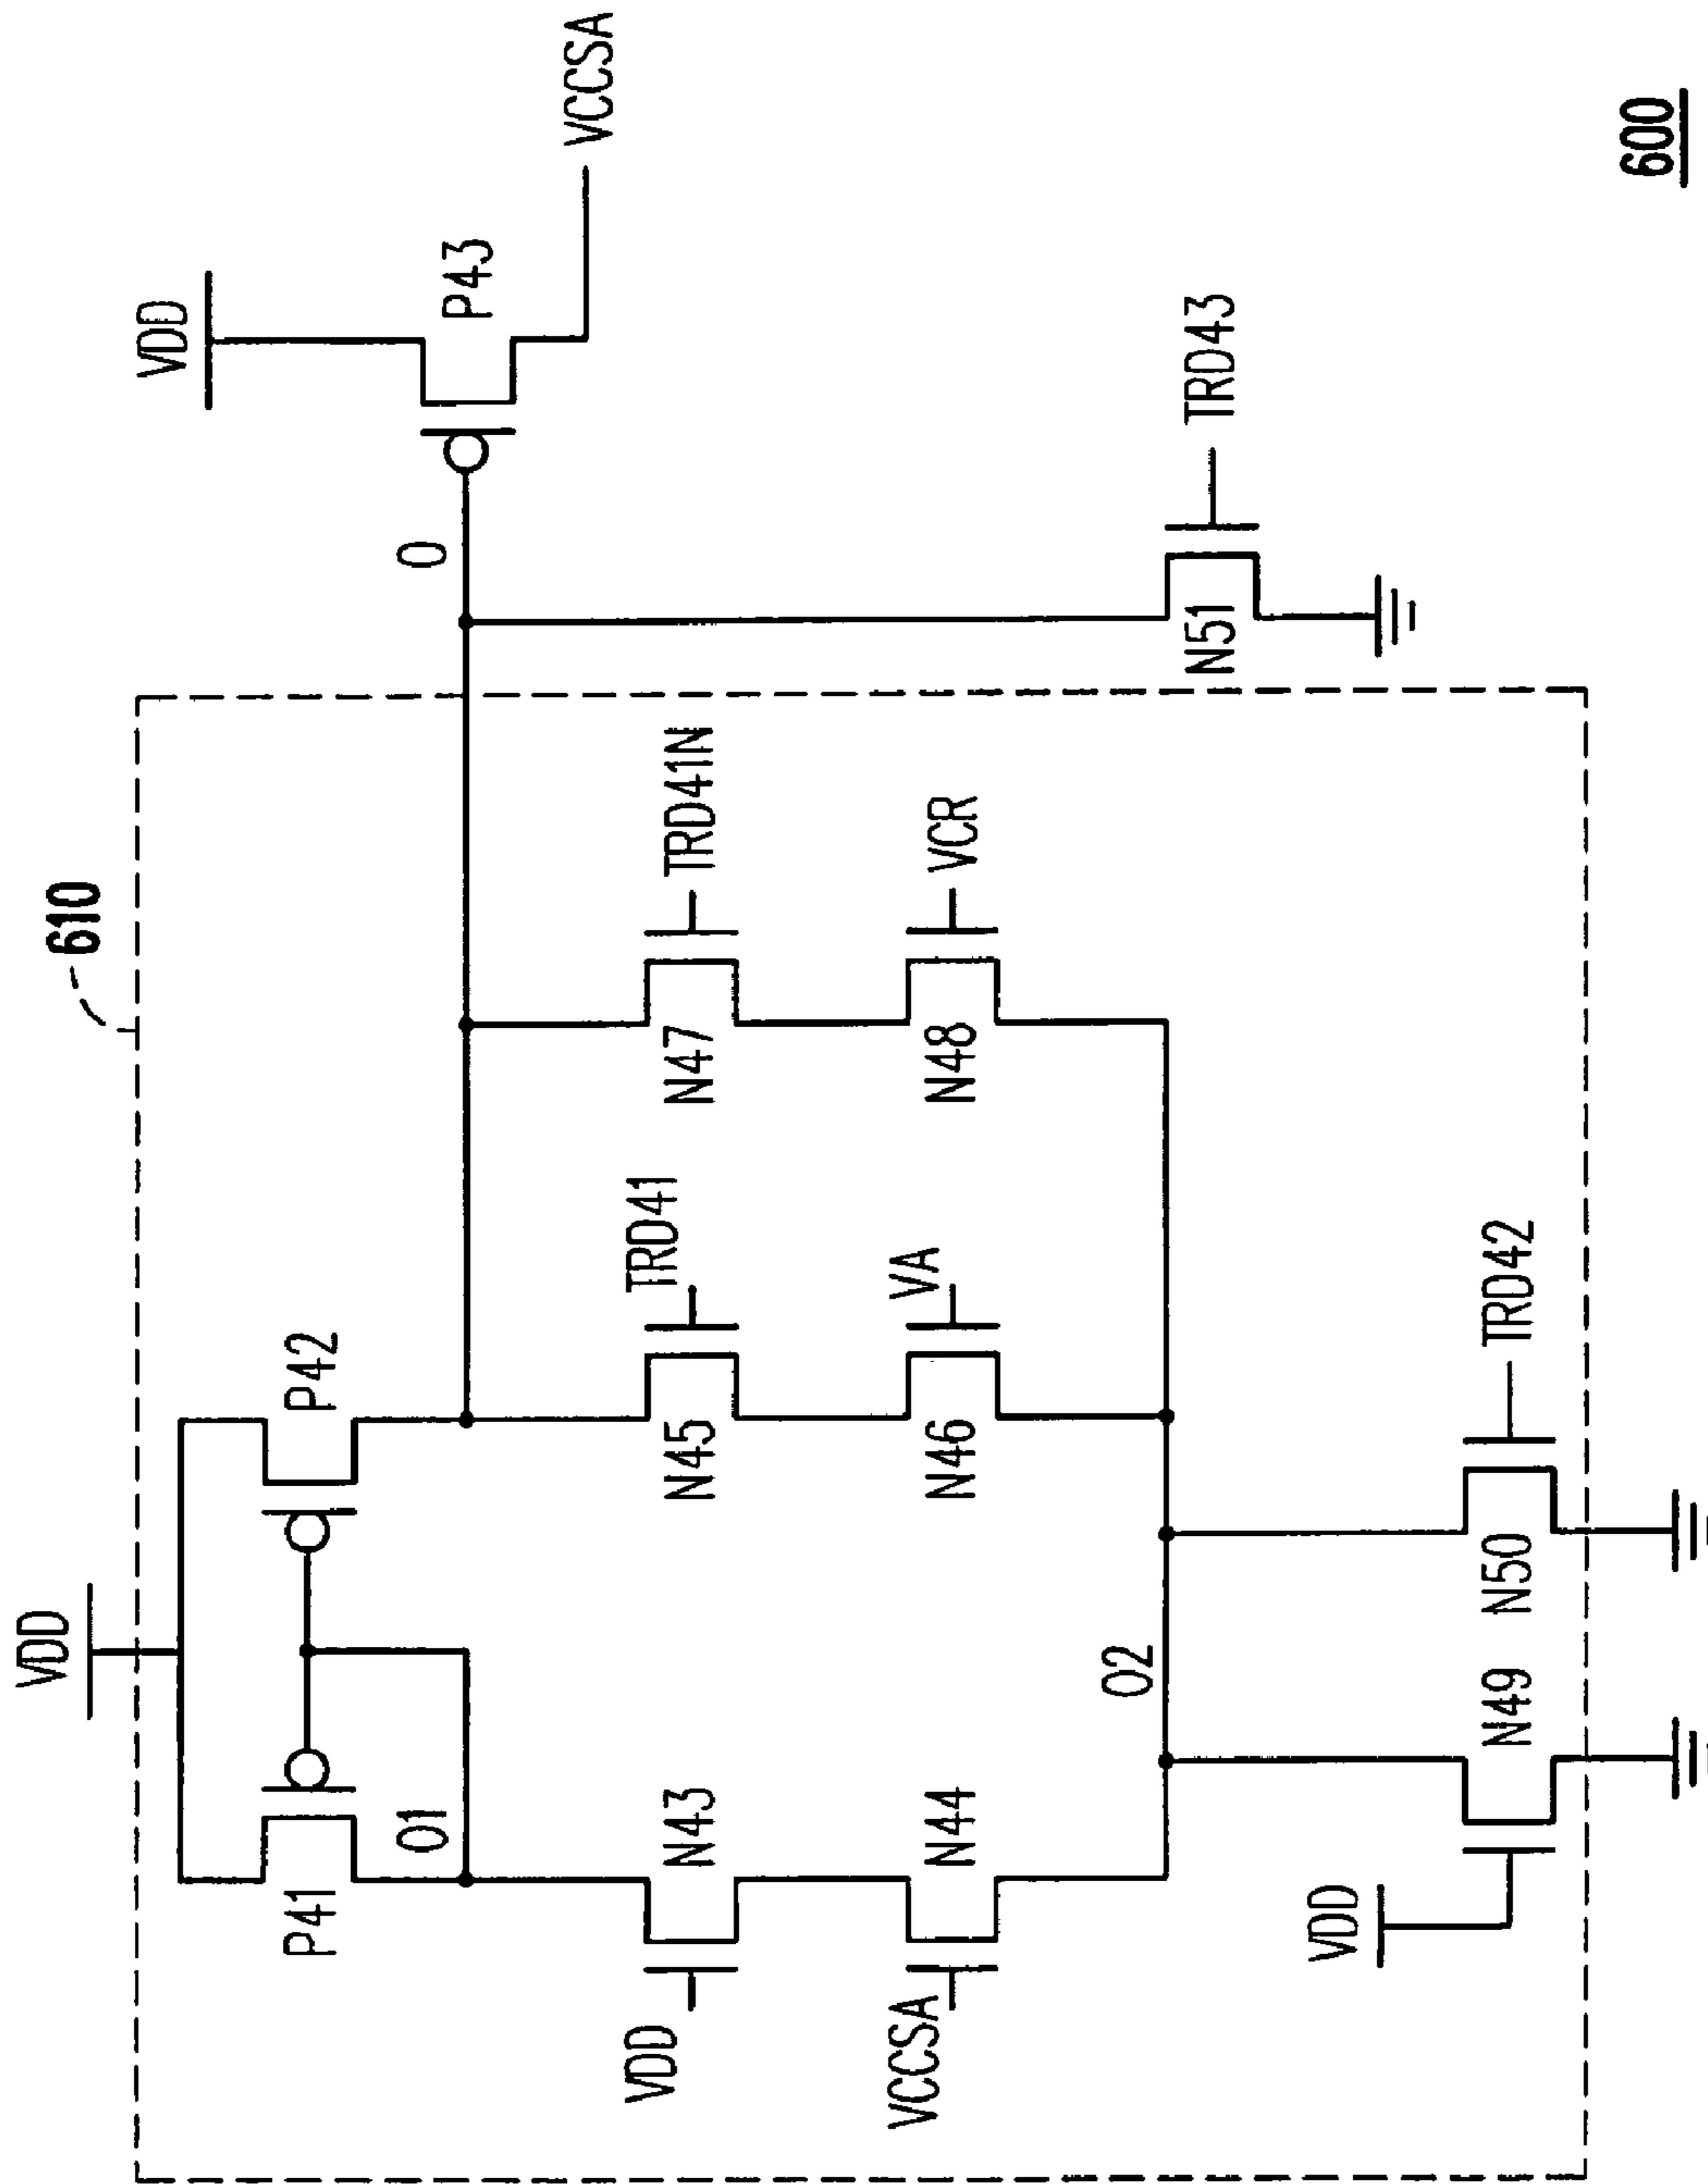 610
VDD
VDD
P41
P42
P43
O1
O
VCCSA
VDD
N43
TRD41
N45
TRD41N
N47
VCCSA
N44
VA
N46
VCR
N48
O2
N51
TRD43
VDD
N49
N50
TRD42
600